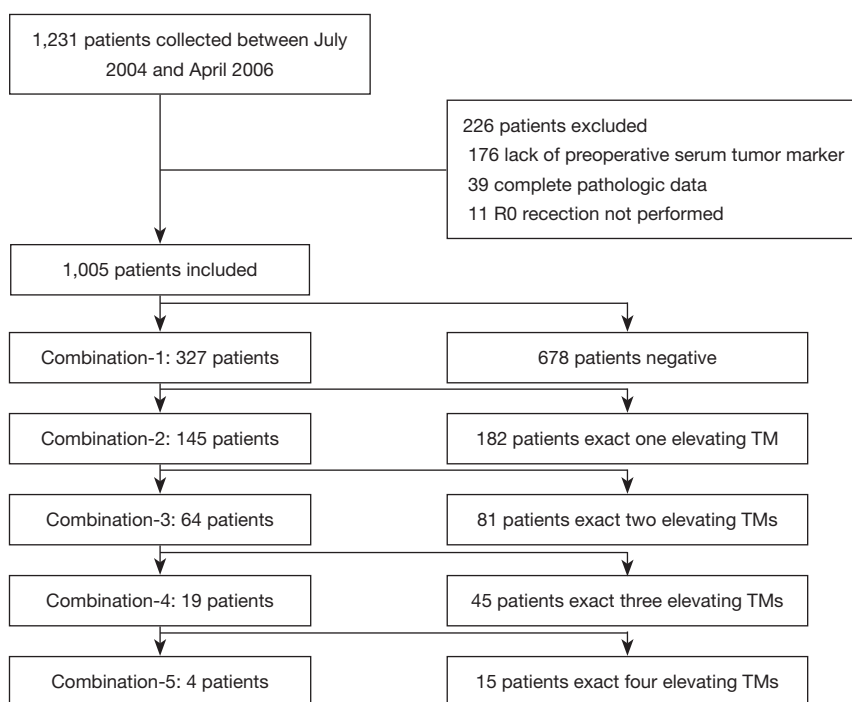 1,231 patients collected between July
2004 and April 2006
226 patients excluded
176 lack of preoperative serum tumor marker
39 complete pathologic data
11 R0 recection not performed
1,005 patients included
Combination-1: 327 patients
678 patients negative
Combination-2: 145 patients
182 patients exact one elevating TM
Combination-3: 64 patients
81 patients exact two elevating TMs
Combination-4: 19 patients
45 patients exact three elevating TMs
Combination-5: 4 patients
15 patients exact four elevating TMs